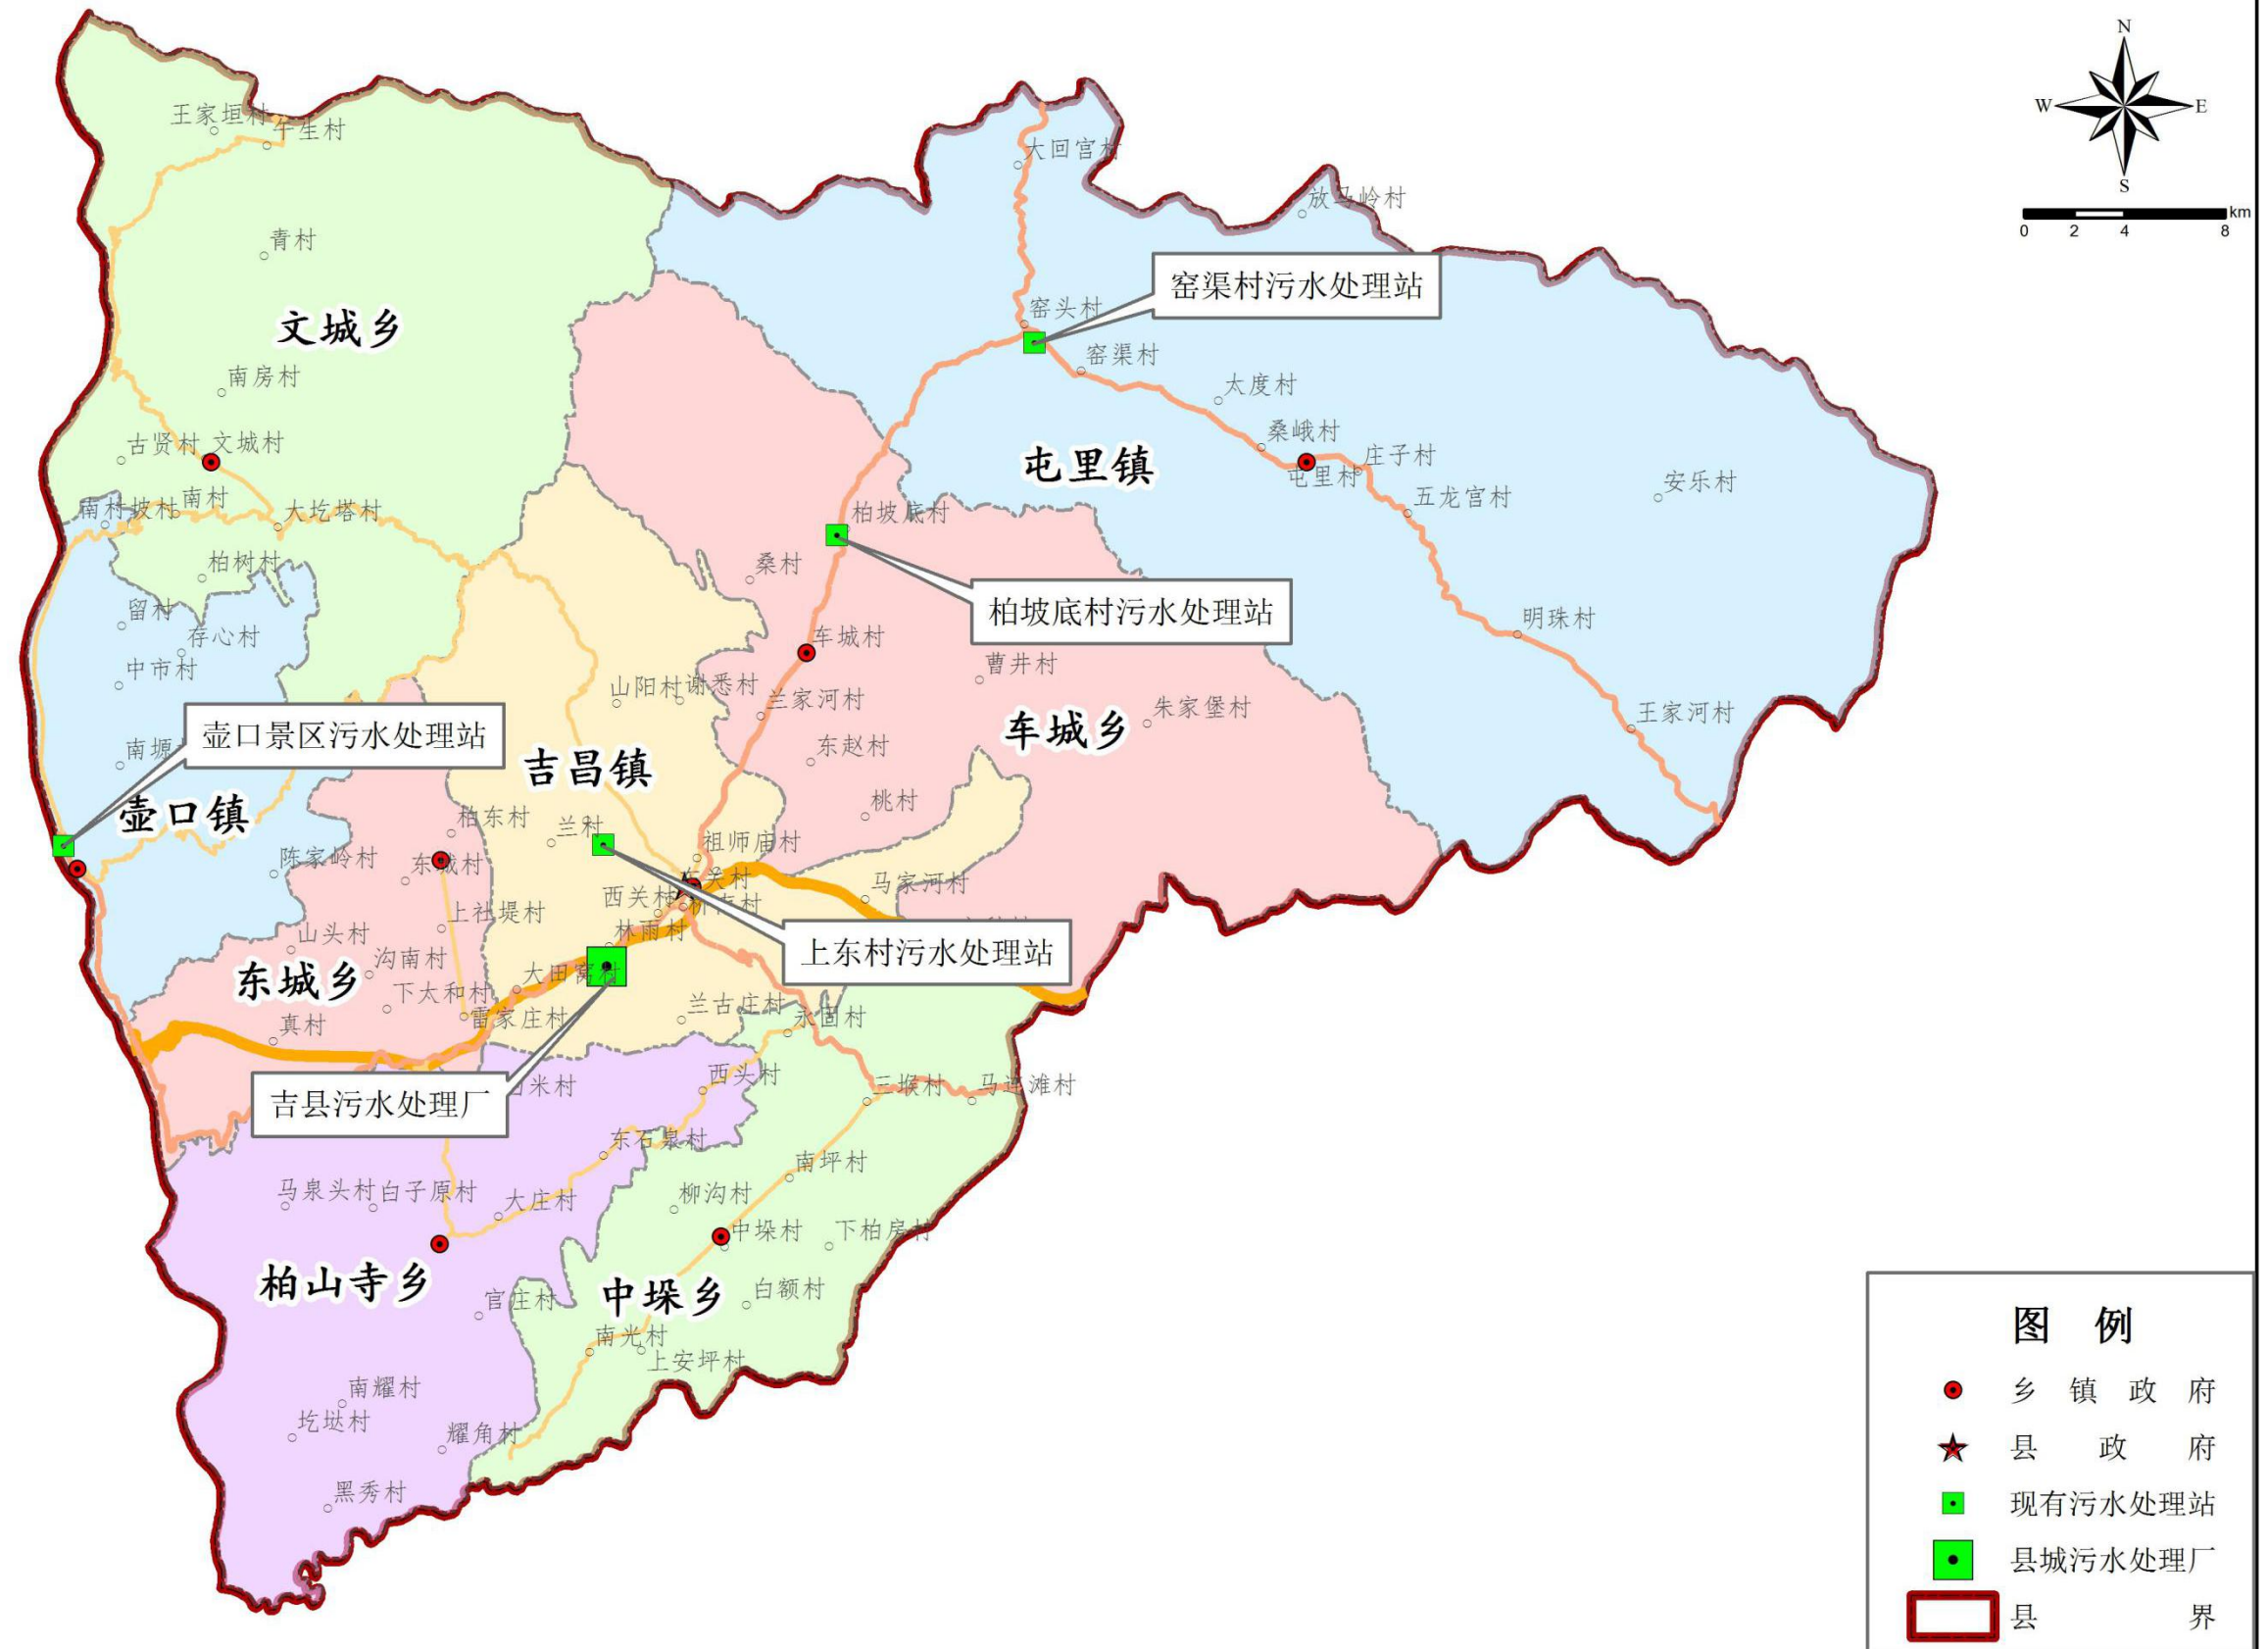 N
W
E
S
km
0 2 4 8
王家垣村
大回宫村
放马岭村
青村
窑渠村污水处理站
文城乡
窑头村
窑渠村
南房村
太度村
古贤村
文城村
桑峨村
庄子村
屯里镇
屯里村
安乐村
五龙宫村
南村坡村
南村
大圪塔村
柏坡底村
柏树村
桑村
柏坡底村污水处理站
留村
存心村
车城村
明珠村
中市村
曹井村
山阳村
谢悉村
兰家河村
朱家堡村
王家河村
壶口景区污水处理站
南塬
东赵村
车城乡
吉昌镇
壶口镇
桃村
柏东村
兰村
祖师庙村
陈家岭村
东城村
东关村
西关村
马家河村
上社堤村
林雨村
山头村
上东村污水处理站
沟南村
东城乡
大田窝村
下太和村
兰古庄村
真村
雷家庄村
永固村
西头村
三堠村
马连滩村
吉县污水处理厂
米村
东石泉村
南坪村
马泉头村
白子原村
大庄村
柳沟村
中垛村
下柏房村
柏山寺乡
中垛乡
白额村
官庄村
南光村
上安坪村
南耀村
圪垯村
耀角村
黑秀村
图 例
乡镇政府
县政府
现有污水处理站
县城污水处理厂
县界